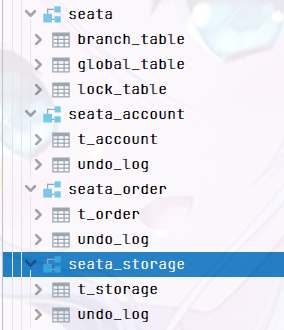 seata
branch_table
global_table
lock_table
seata_account
t_account
undo_log
seata_order
t_order
undo_log
seata_storage
t_storage
undo_log